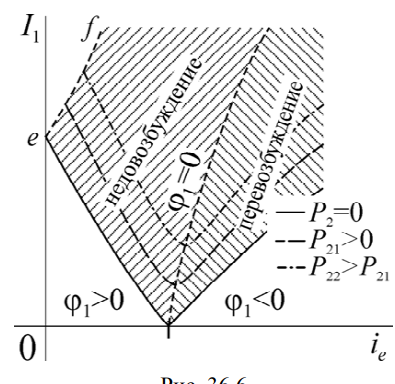 I₁
f
e
недовозбуждение
φ₁=0
перевозбуждение
P₂=0
P₂₁>0
P₂₂>P₂₁
φ₁>0
φ₁<0
0
iₑ
Рис. 26.6